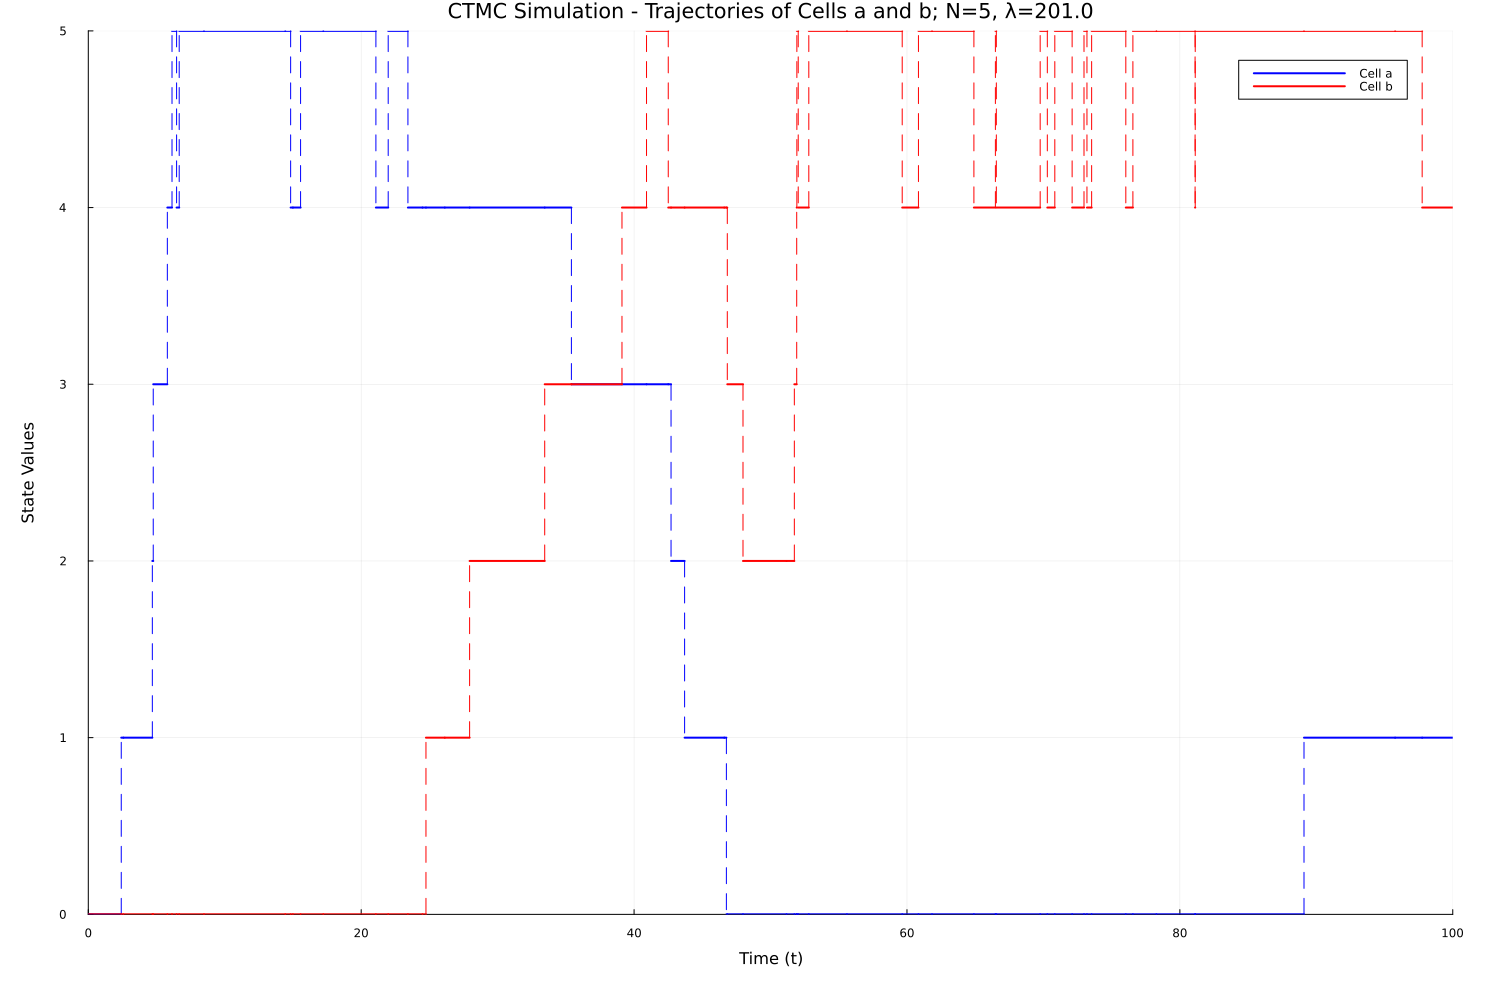 CTMC Simulation - Trajectories of Cells a and b; N=5, λ=201.0
5
4
3
2
1
0
State Values
Cell a
Cell b
0 20 40 60 80 100
Time (t)